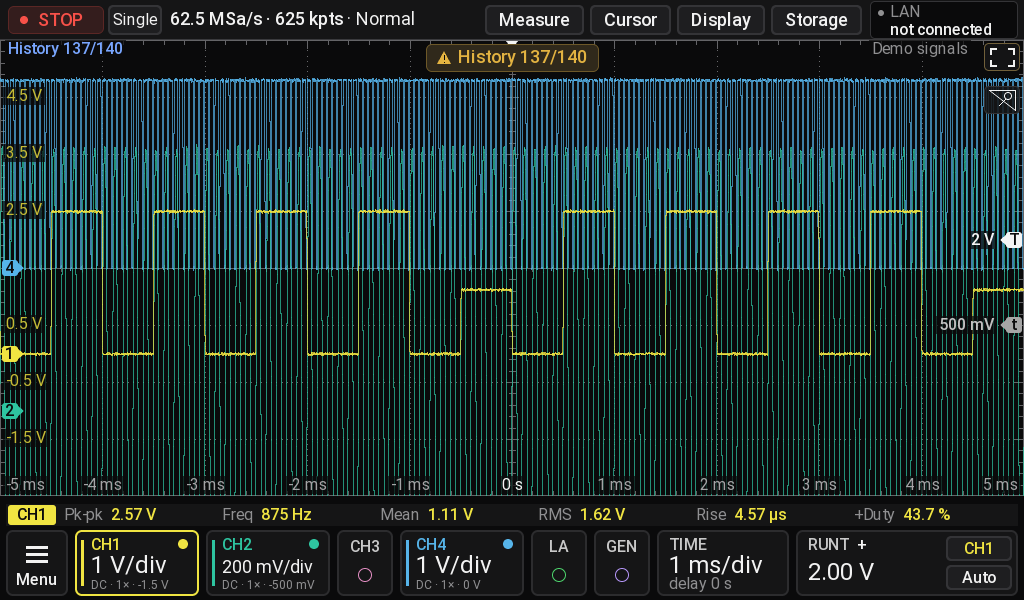 STOP
Single
62.5 MSa/s · 625 kpts · Normal
Measure
Cursor
Display
Storage
LAN
not connected
History 137/140
History 137/140
Demo signals
4.5 V
3.5 V
2.5 V
2 V
T
4
0.5 V
500 mV
t
1
-0.5 V
2
-1.5 V
-5 ms
-4 ms
-3 ms
-2 ms
-1 ms
0 s
1 ms
2 ms
3 ms
4 ms
5 ms
CH1
Pk-pk 2.57 V
Freq 875 Hz
Mean 1.11 V
RMS 1.62 V
Rise 4.57 µs
+Duty 43.7 %
Menu
CH1
1 V/div
DC · 1× · -1.5 V
CH2
200 mV/div
DC · 1× · -500 mV
CH3
CH4
1 V/div
DC · 1× · 0 V
LA
GEN
TIME
1 ms/div
delay 0 s
RUNT +
2.00 V
CH1
Auto